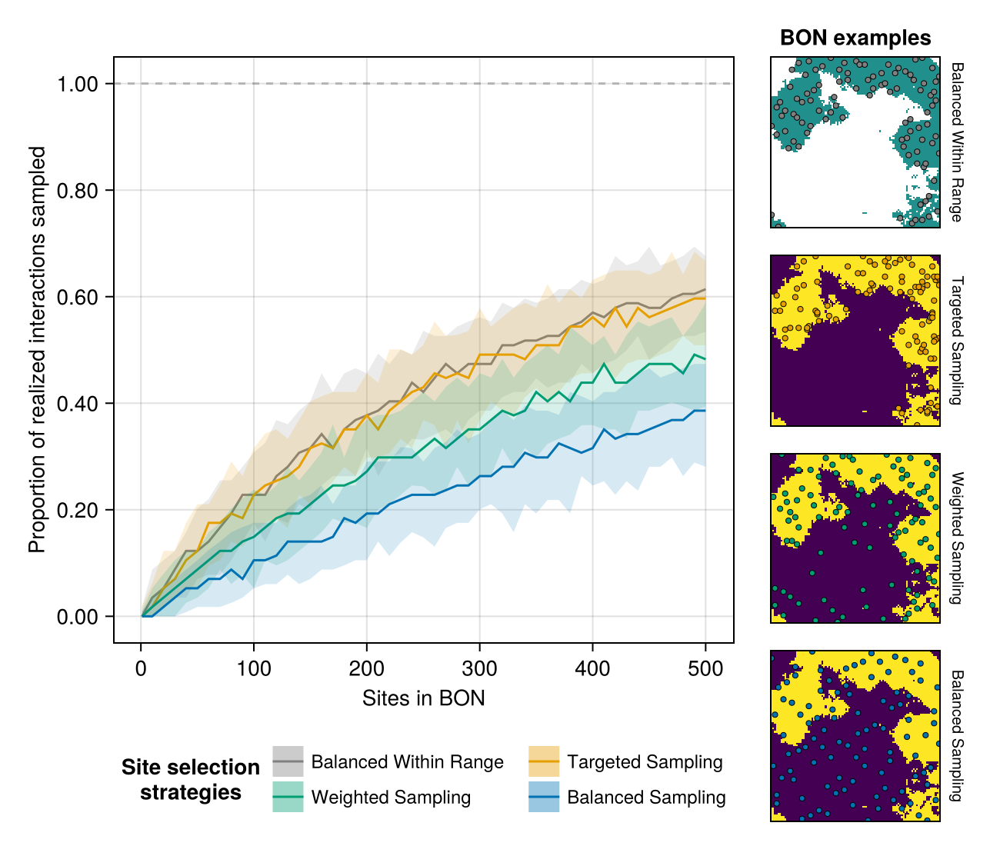 BON examples
1.00
0.80
0.60
0.40
0.20
0.00
Proportion of realized interactions sampled
0 100 200 300 400 500
Sites in BON
Balanced Within Range
Targeted Sampling
Weighted Sampling
Balanced Sampling
Site selection
strategies
Balanced Within Range
Targeted Sampling
Weighted Sampling
Balanced Sampling